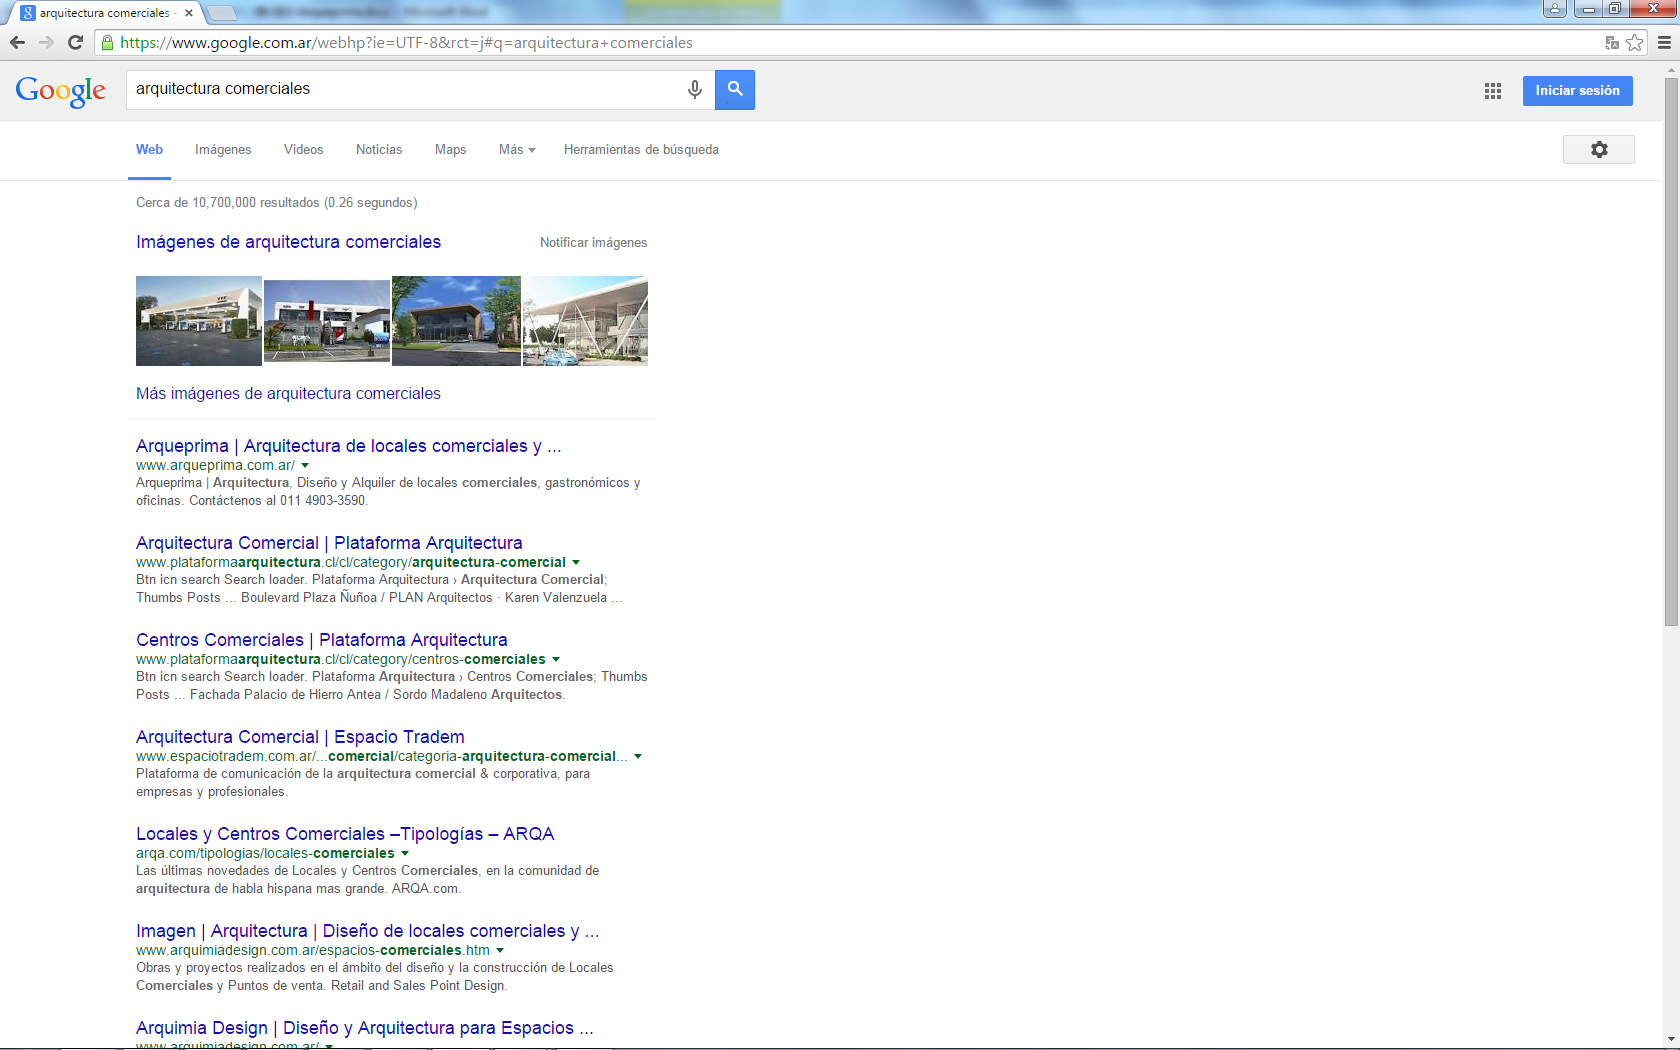 arquitectura comerciales -
https://www.google.com.ar/webhp?ie=UTF-8&rct=j#q=arquitectura+comerciales
Google
arquitectura comerciales
Iniciar sesión
Web Imágenes Videos Noticias Maps Más Herramientas de búsqueda
Cerca de 10,700,000 resultados (0.26 segundos)
Imágenes de arquitectura comerciales
Notificar imágenes
Más imágenes de arquitectura comerciales
Arqueprima | Arquitectura de locales comerciales y ...
www.arqueprima.com.ar/
Arqueprima | Arquitectura, Diseño y Alquiler de locales comerciales, gastronómicos y
oficinas. Contáctenos al 011 4903-3590.
Arquitectura Comercial | Plataforma Arquitectura
www.plataformaarquitectura.cl/cl/category/arquitectura-comercial
Btn icn search Search loader. Plataforma Arquitectura › Arquitectura Comercial;
Thumbs Posts ... Boulevard Plaza Ñuñoa / PLAN Arquitectos · Karen Valenzuela ...
Centros Comerciales | Plataforma Arquitectura
www.plataformaarquitectura.cl/cl/category/centros-comerciales
Btn icn search Search loader. Plataforma Arquitectura › Centros Comerciales; Thumbs
Posts ... Fachada Palacio de Hierro Antea / Sordo Madaleno Arquitectos.
Arquitectura Comercial | Espacio Tradem
www.espaciotradem.com.ar/...comercial/categoria-arquitectura-comercial...
Plataforma de comunicación de la arquitectura comercial & corporativa, para
empresas y profesionales.
Locales y Centros Comerciales –Tipologías – ARQA
arqa.com/tipologias/locales-comerciales
Las últimas novedades de Locales y Centros Comerciales, en la comunidad de
arquitectura de habla hispana mas grande. ARQA.com.
Imagen | Arquitectura | Diseño de locales comerciales y ...
www.arquimiadesign.com.ar/espacios-comerciales.htm
Obras y proyectos realizados en el ámbito del diseño y la construcción de Locales
Comerciales y Puntos de venta. Retail and Sales Point Design.
Arquimia Design | Diseño y Arquitectura para Espacios ...
www.arquimiadesign.com.ar/